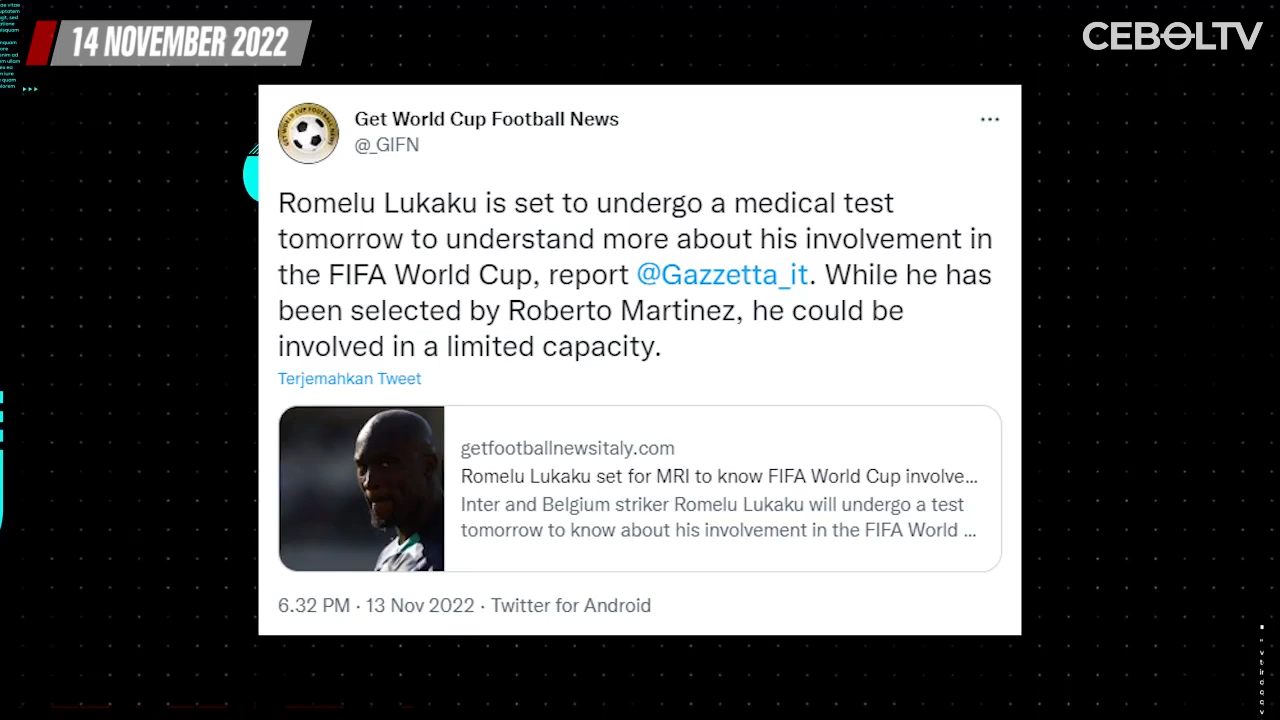 14 NOVEMBER 2022
CEBOLTV
Get World Cup Football News
@_GIFN
Romelu Lukaku is set to undergo a medical test
tomorrow to understand more about his involvement in
the FIFA World Cup, report @Gazzetta_it. While he has
been selected by Roberto Martinez, he could be
involved in a limited capacity.
Terjemahkan Tweet
getfootballnewsitaly.com
Romelu Lukaku set for MRI to know FIFA World Cup involve...
Inter and Belgium striker Romelu Lukaku will undergo a test
tomorrow to know about his involvement in the FIFA World ...
6.32 PM · 13 Nov 2022 · Twitter for Android